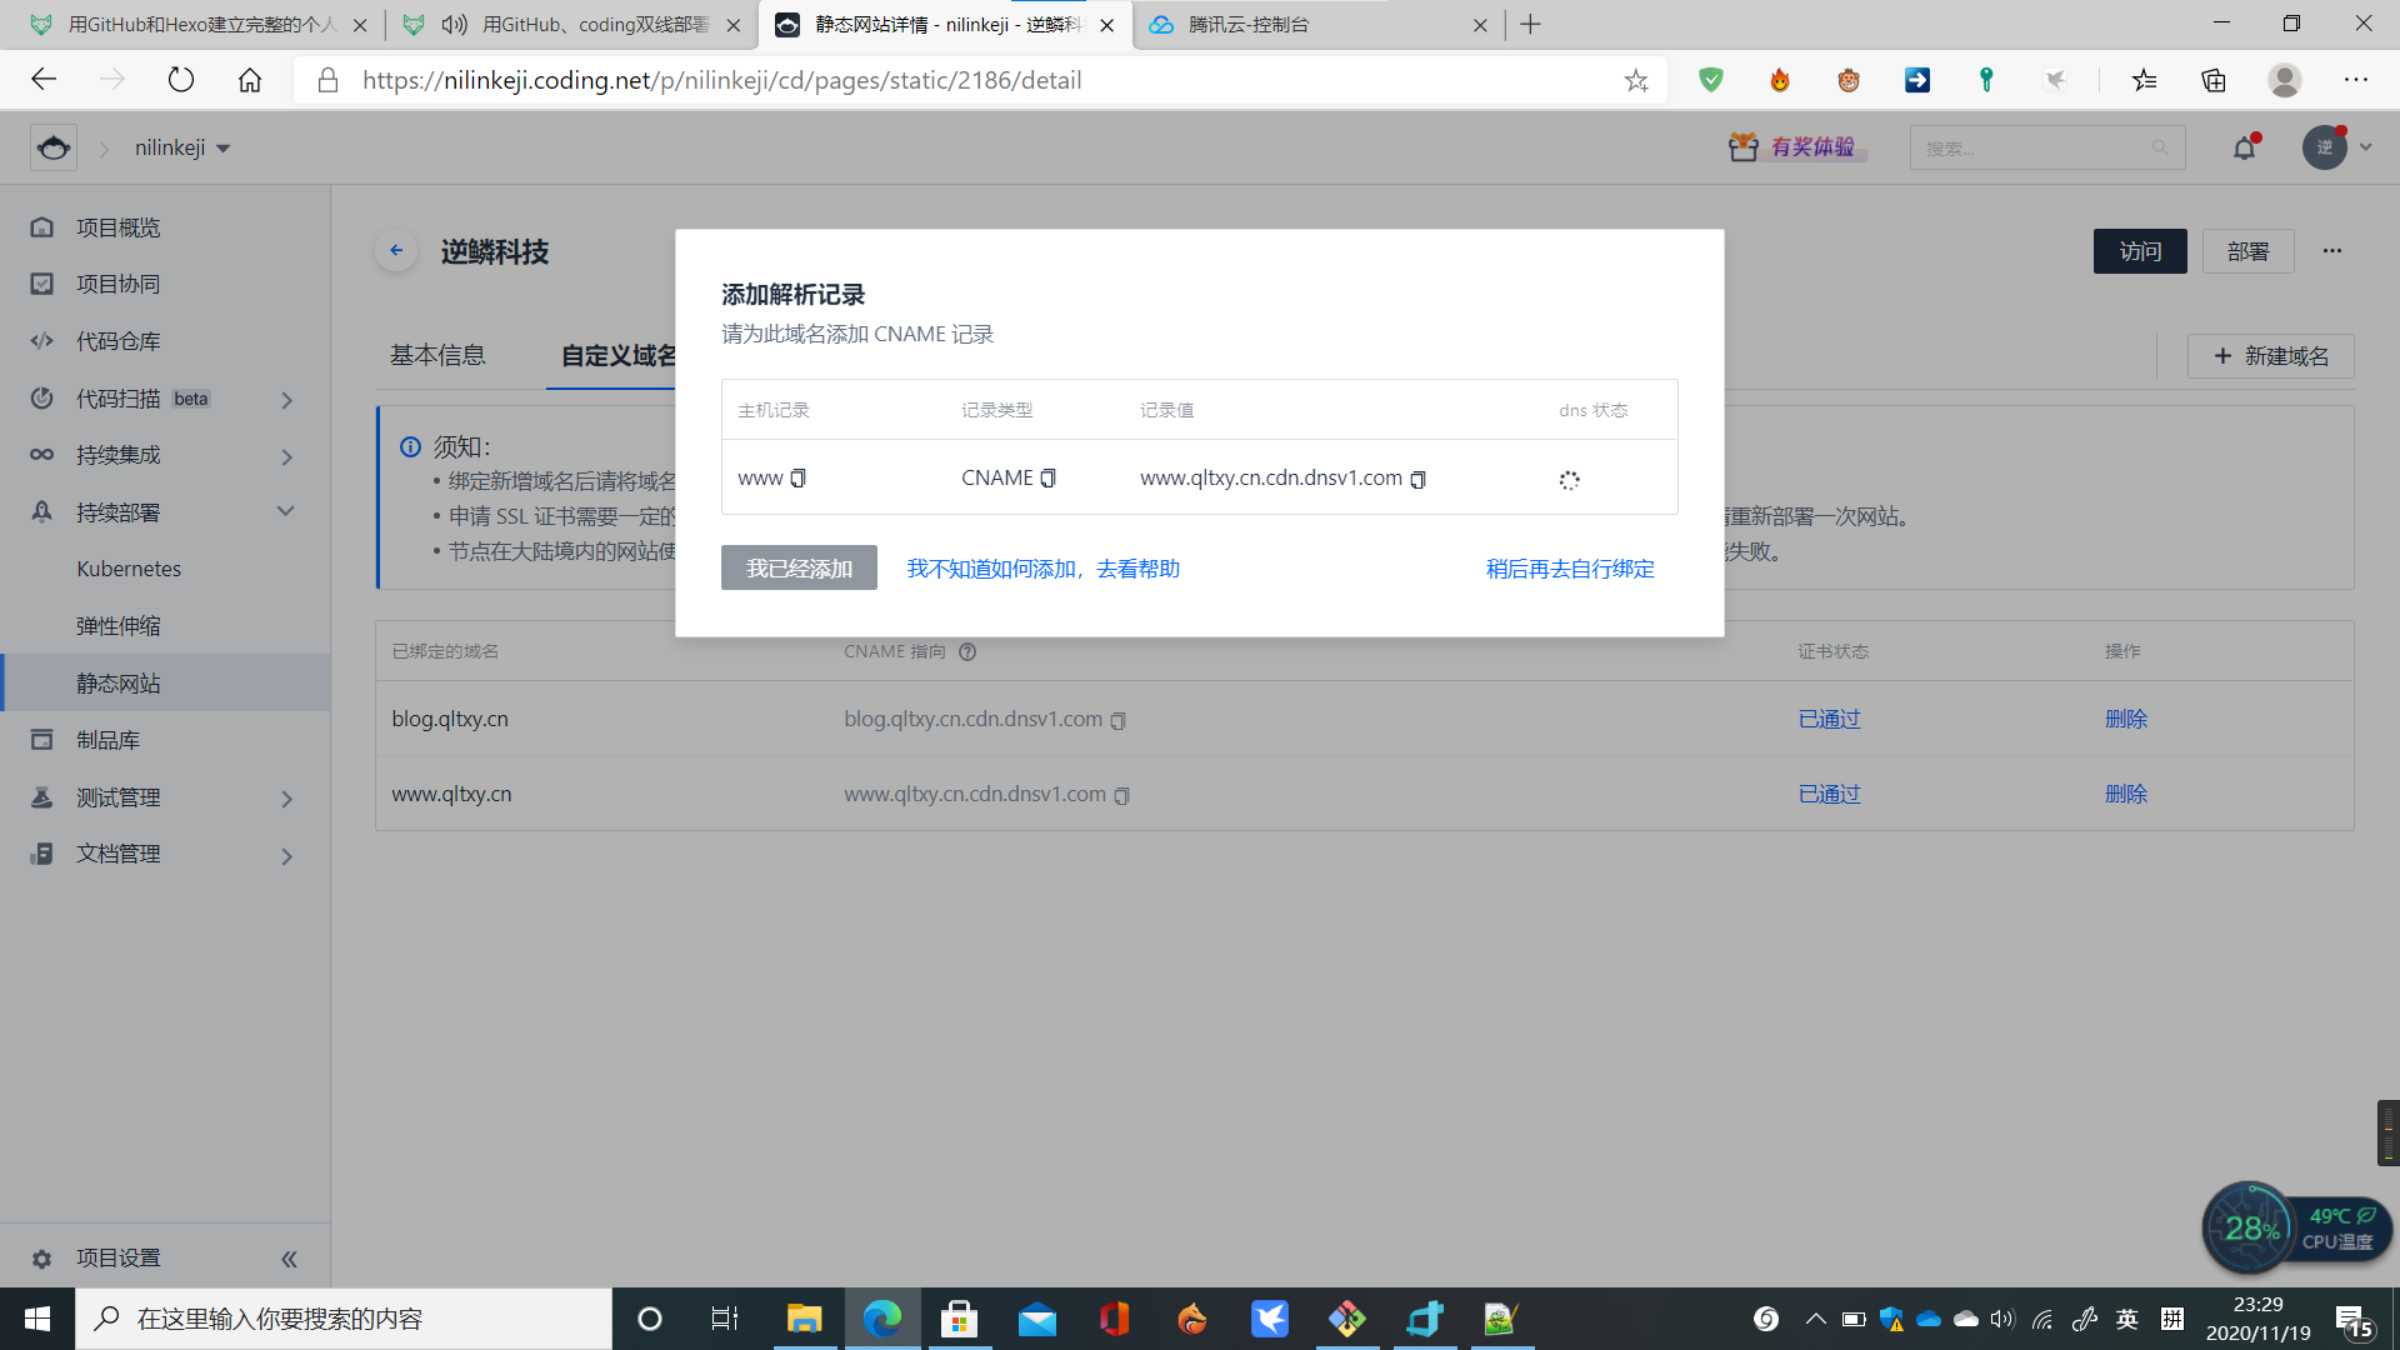 用GitHub和Hexo建立完整的个人
用GitHub、coding双线部署
静态网站详情 - nilinkeji - 逆鳞科
腾讯云-控制台
https://nilinkeji.coding.net/p/nilinkeji/cd/pages/static/2186/detail
nilinkeji
有奖体验
搜索...
逆
项目概览
项目协同
代码仓库
代码扫描 beta
持续集成
持续部署
Kubernetes
弹性伸缩
静态网站
制品库
测试管理
文档管理
项目设置
逆鳞科技
访问
部署
基本信息
自定义域名
+ 新建域名
须知：
• 绑定新增域名后请将域名
• 申请 SSL 证书需要一定的
重新部署一次网站。
• 节点在大陆境内的网站使
失败。
添加解析记录
请为此域名添加 CNAME 记录
主机记录 记录类型 记录值 dns 状态
www CNAME www.qltxy.cn.cdn.dnsv1.com
我已经添加
我不知道如何添加，去看帮助
稍后再去自行绑定
已绑定的域名 CNAME 指向 证书状态 操作
blog.qltxy.cn blog.qltxy.cn.cdn.dnsv1.com 已通过 删除
www.qltxy.cn www.qltxy.cn.cdn.dnsv1.com 已通过 删除
28%
49℃
CPU温度
在这里输入你要搜索的内容
英
拼
23:29
2020/11/19
15